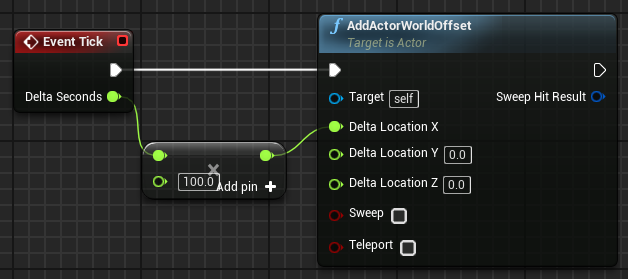 Event Tick
Delta Seconds
×
100.0
Add pin +
f AddActorWorldOffset
Target is Actor
Target self
Sweep Hit Result
Delta Location X
Delta Location Y 0.0
Delta Location Z 0.0
Sweep
Teleport